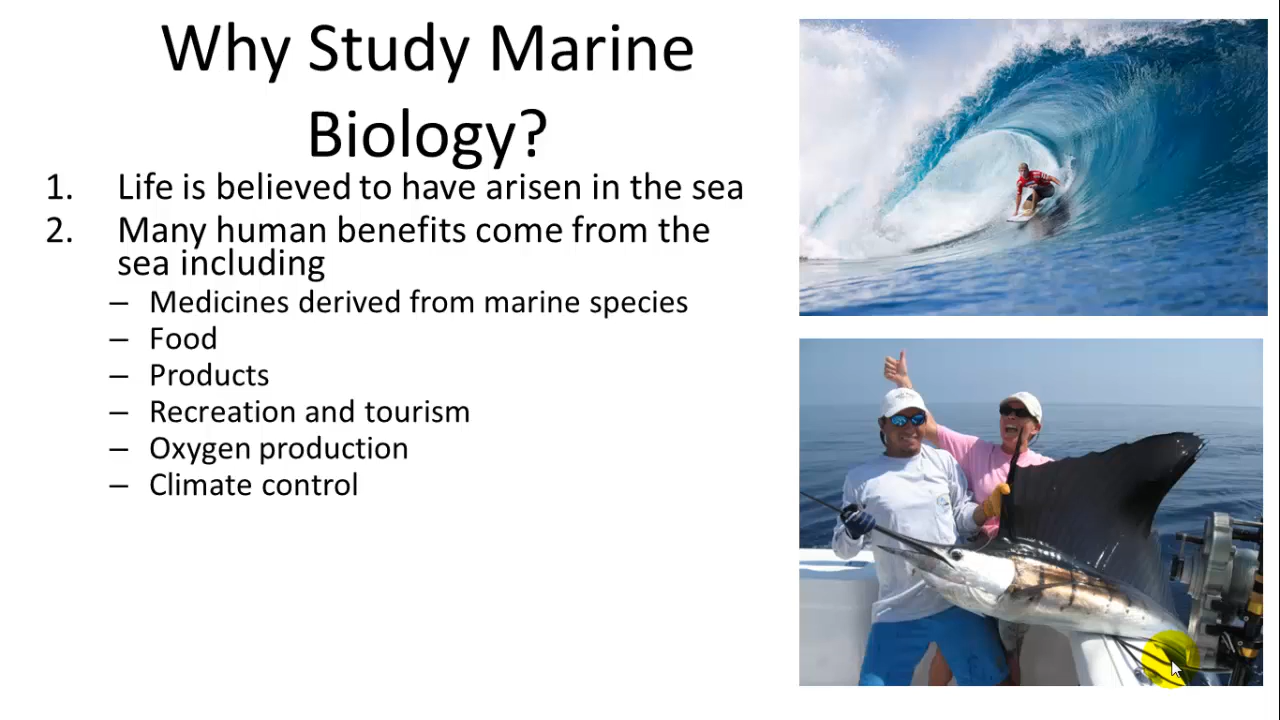 Why Study Marine
Biology?
1. Life is believed to have arisen in the sea
2. Many human benefits come from the
sea including
– Medicines derived from marine species
– Food
– Products
– Recreation and tourism
– Oxygen production
– Climate control